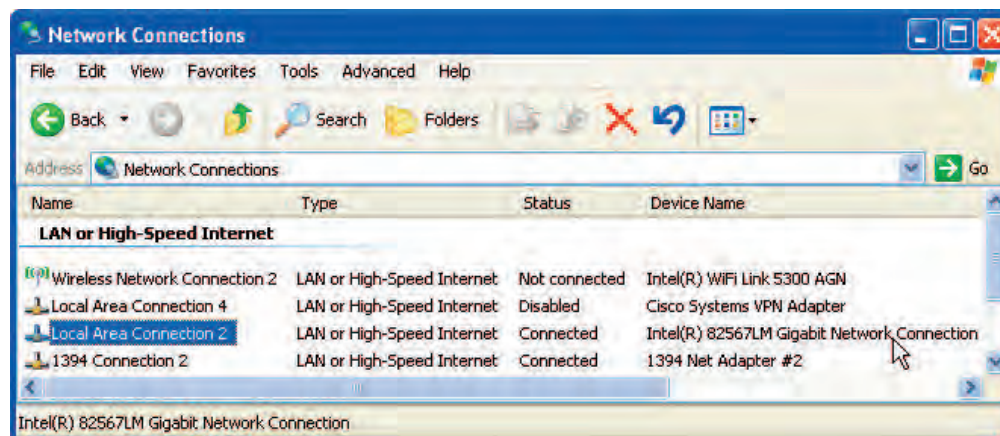 Network Connections
File Edit View Favorites Tools Advanced Help
Back Search Folders
Address Network Connections Go
Name Type Status Device Name
LAN or High-Speed Internet
Wireless Network Connection 2 LAN or High-Speed Internet Not connected Intel(R) WiFi Link 5300 AGN
Local Area Connection 4 LAN or High-Speed Internet Disabled Cisco Systems VPN Adapter
Local Area Connection 2 LAN or High-Speed Internet Connected Intel(R) 82567LM Gigabit Network Connection
1394 Connection 2 LAN or High-Speed Internet Connected 1394 Net Adapter #2
Intel(R) 82567LM Gigabit Network Connection